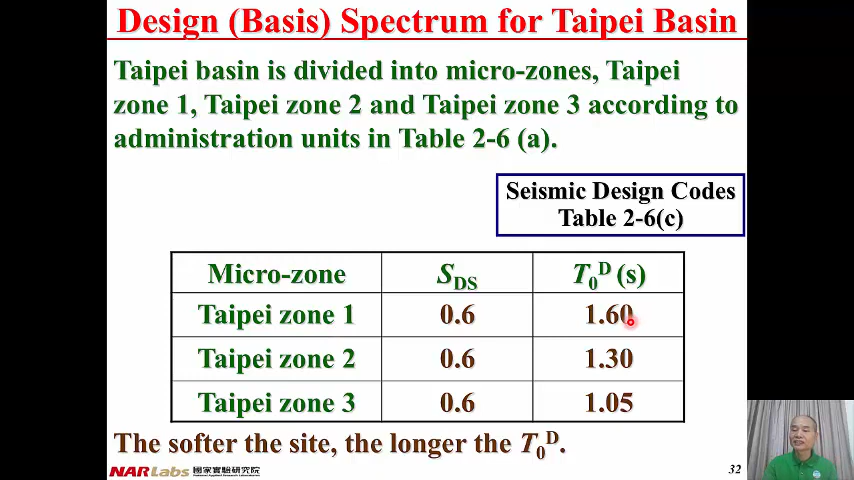 Design (Basis) Spectrum for Taipei Basin
Taipei basin is divided into micro-zones, Taipei
zone 1, Taipei zone 2 and Taipei zone 3 according to
administration units in Table 2-6 (a).
Seismic Design Codes
Table 2-6(c)
Micro-zone S_DS T_0^D (s)
Taipei zone 1 0.6 1.60
Taipei zone 2 0.6 1.30
Taipei zone 3 0.6 1.05
The softer the site, the longer the T_0^D.
NARLabs 國家實驗研究院
National Applied Research Laboratories
32